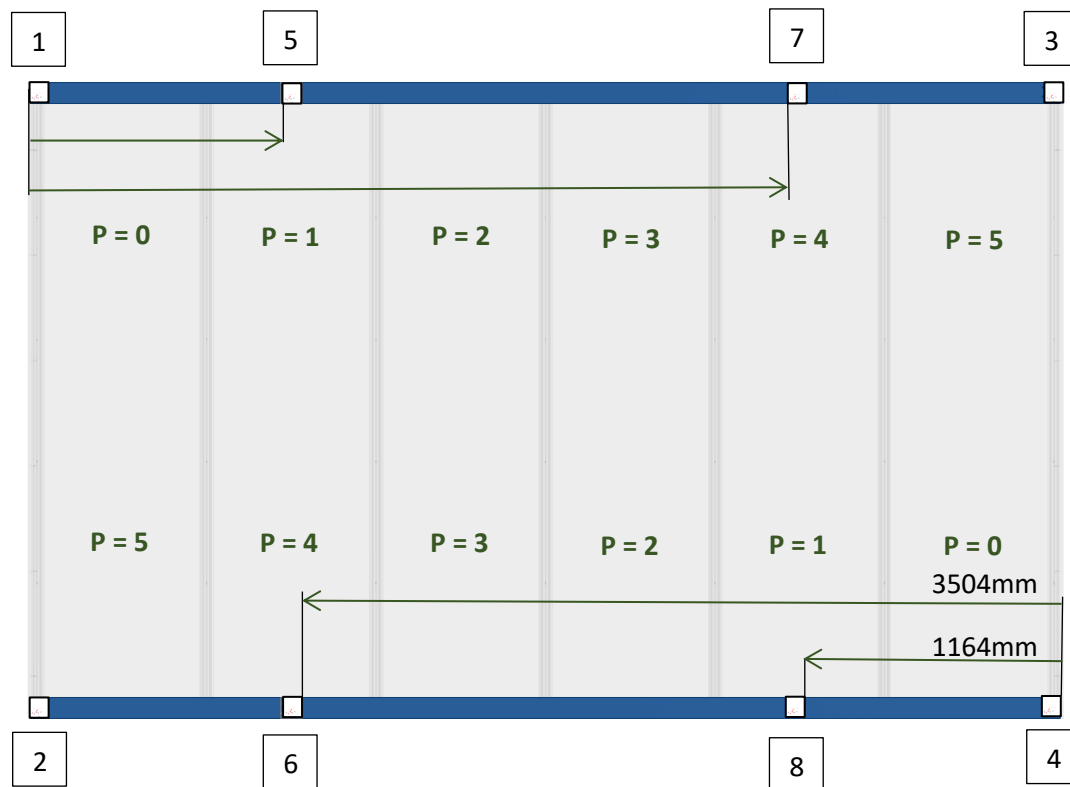 1 5 7 3
P = 0 P = 1 P = 2 P = 3 P = 4 P = 5
P = 5 P = 4 P = 3 P = 2 P = 1 P = 0
3504mm
1164mm
2 6 8 4